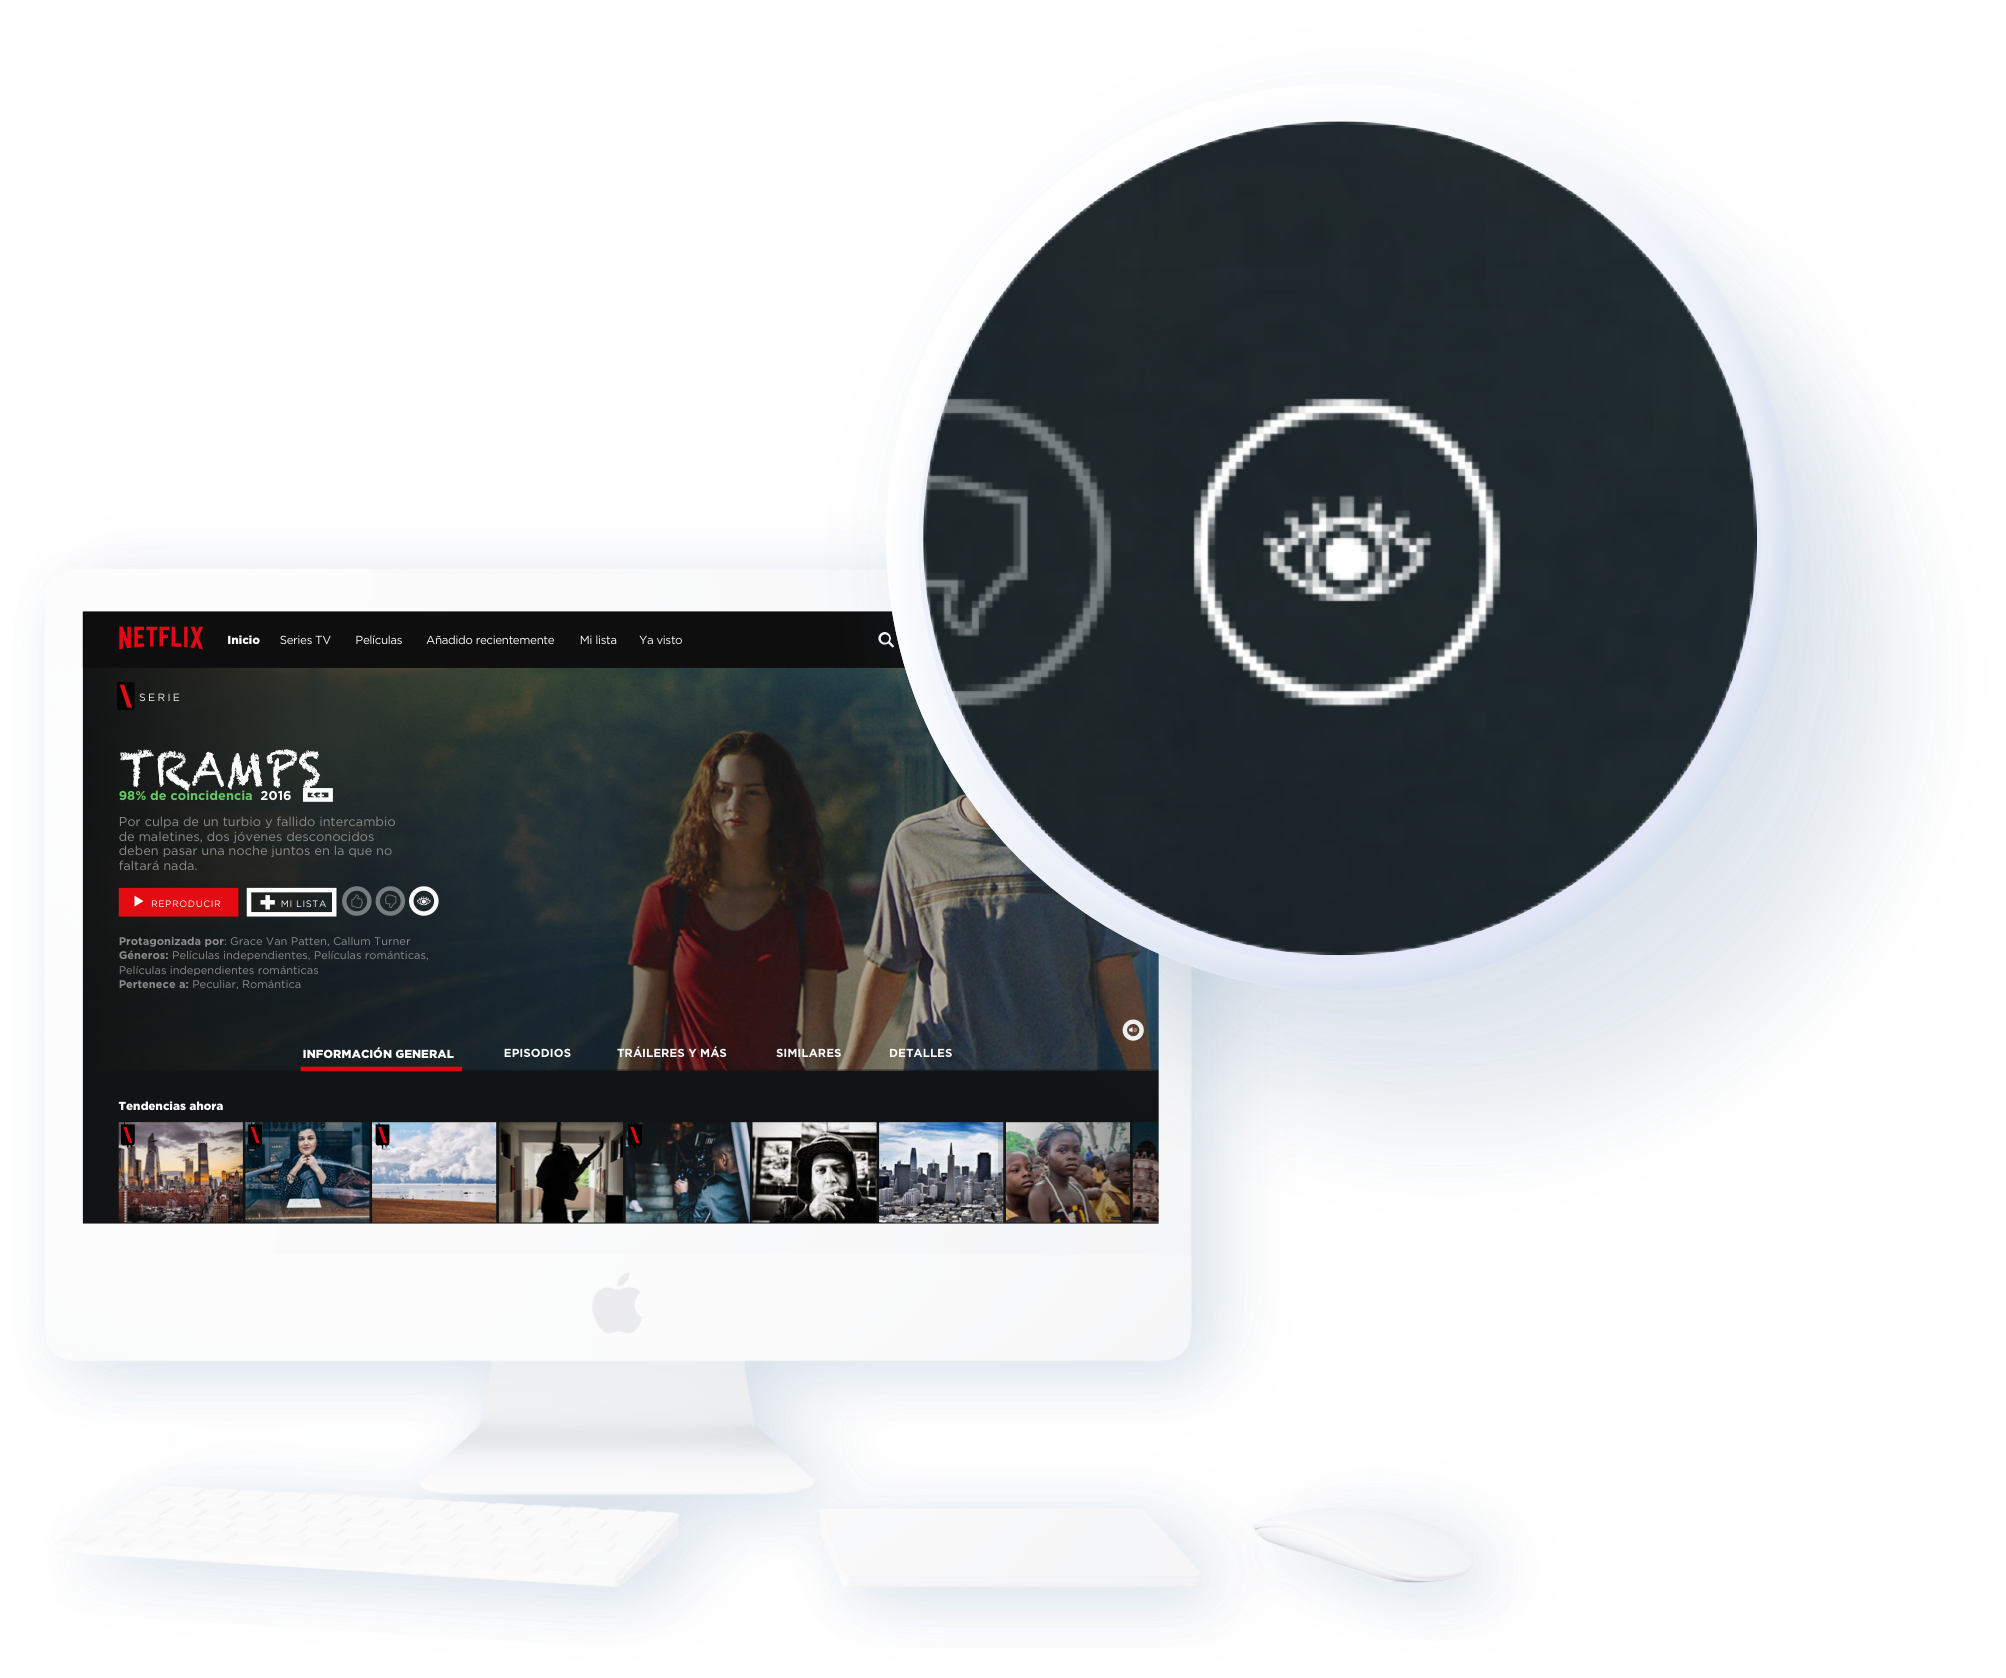 NETFLIX Inicio Series TV Películas Añadido recientemente Mi lista Ya visto
SERIE
TRAMPS
98% de coincidencia 2016
Por culpa de un turbio y fallido intercambio
de maletines, dos jóvenes desconocidos
deben pasar una noche juntos en la que no
faltará nada.
REPRODUCIR MI LISTA
Protagonizada por: Grace Van Patten, Callum Turner
Géneros: Películas independientes, Películas románticas,
Películas independientes románticas
Pertenece a: Peculiar, Romántica
INFORMACIÓN GENERAL EPISODIOS TRÁILERES Y MÁS SIMILARES DETALLES
Tendencias ahora